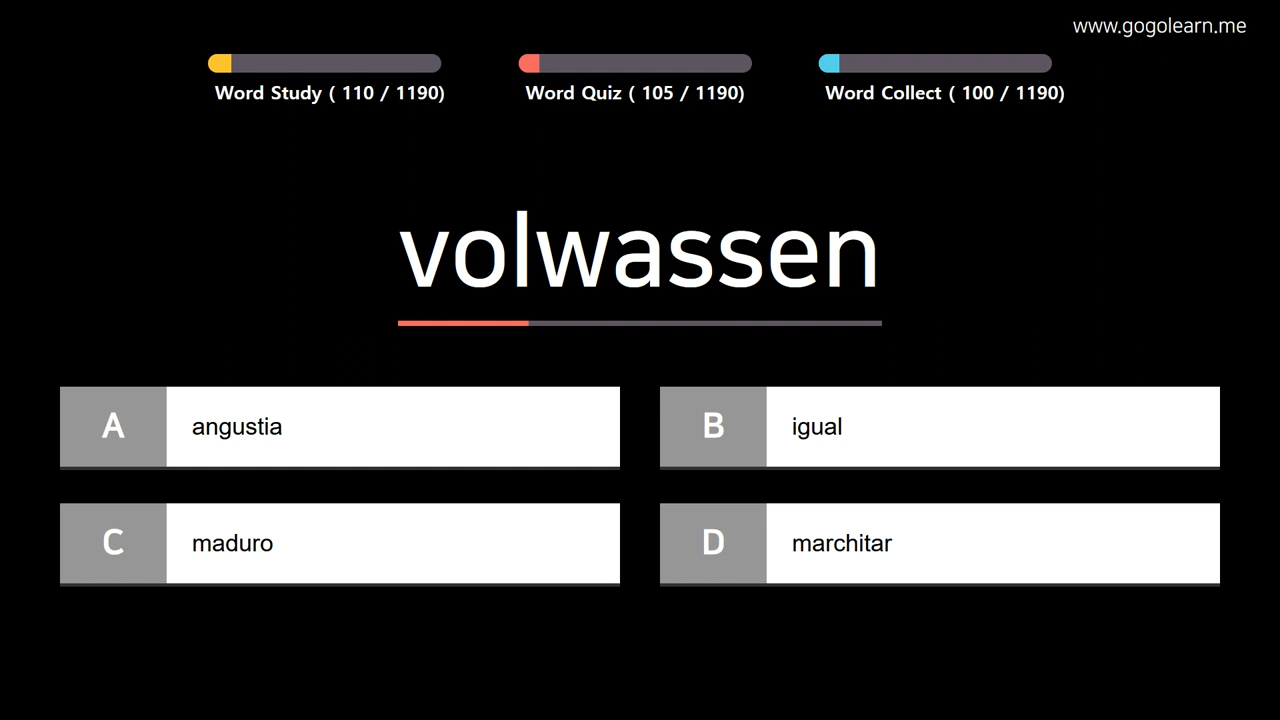 www.gogolearn.me
Word Study ( 110 / 1190)
Word Quiz ( 105 / 1190)
Word Collect ( 100 / 1190)
volwassen
A angustia
B igual
C maduro
D marchitar